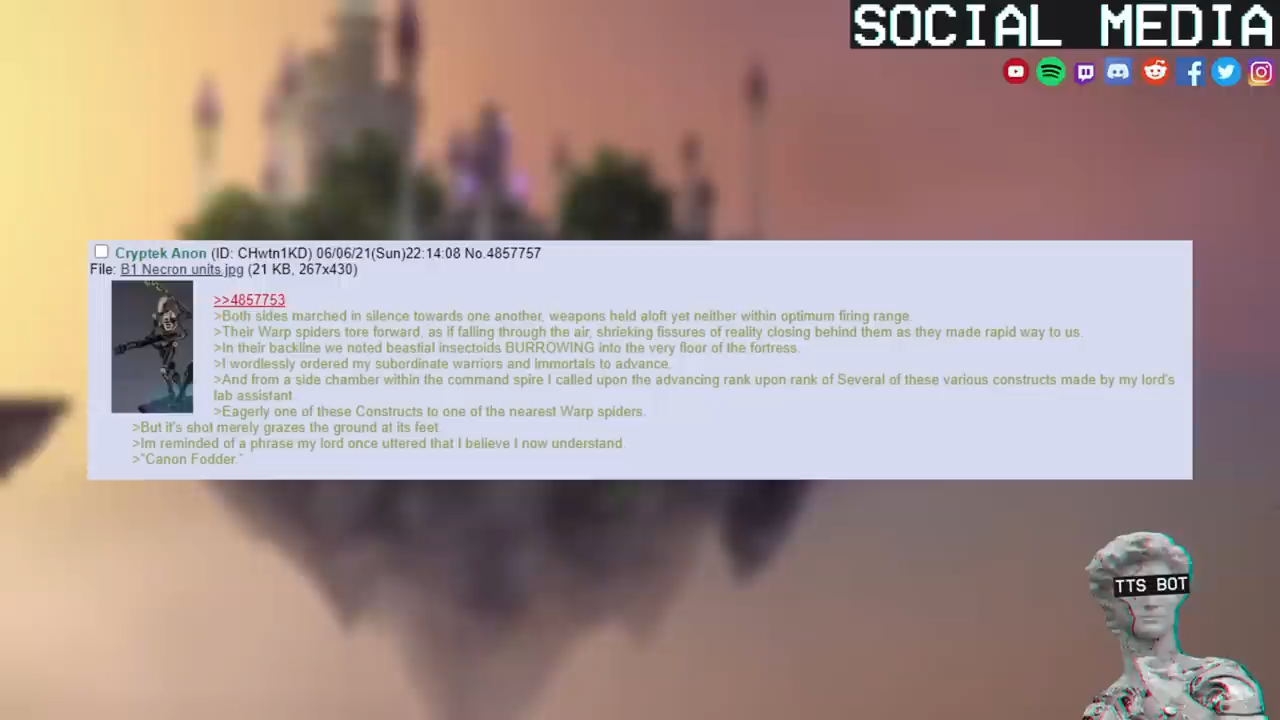 SOCIAL MEDIA
Cryptek Anon (ID: CHwtn1KD) 06/06/21(Sun)22:14:08 No.4857757
File: B1 Necron units.jpg (21 KB, 267x430)
>>4857753
>Both sides marched in silence towards one another, weapons held aloft yet neither within optimum firing range.
>Their Warp spiders tore forward, as if falling through the air, shrieking fissures of reality closing behind them as they made rapid way to us.
>In their backline we noted beastial insectoids BURROWING into the very floor of the fortress.
>I wordlessly ordered my subordinate warriors and immortals to advance.
>And from a side chamber within the command spire I called upon the advancing rank upon rank of Several of these various constructs made by my lord's
lab assistant.
>Eagerly one of these Constructs to one of the nearest Warp spiders.
>But it's shot merely grazes the ground at its feet.
>Im reminded of a phrase my lord once uttered that I believe I now understand.
>"Canon Fodder."
TTS BOT